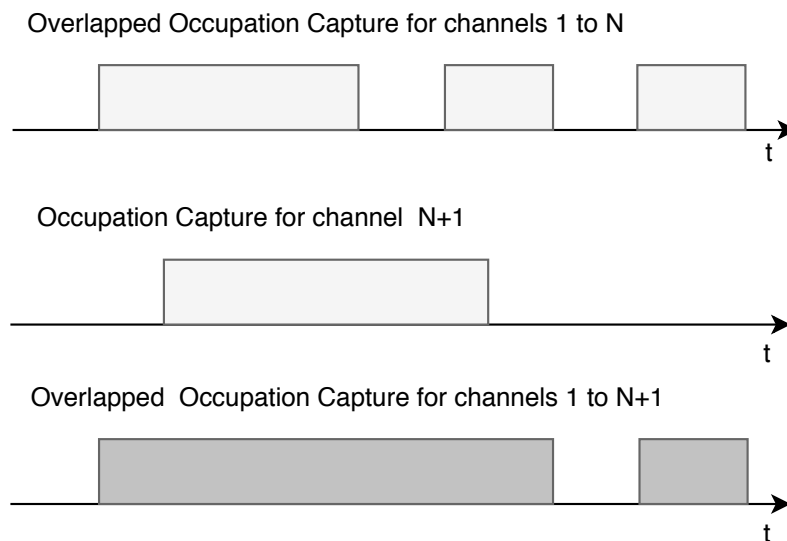 Overlapped Occupation Capture for channels 1 to N
t
Occupation Capture for channel  N+1
t
Overlapped  Occupation Capture for channels 1 to N+1
t